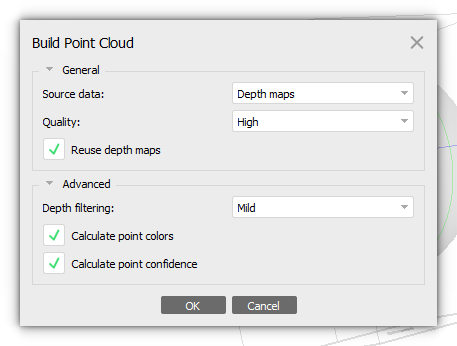 Build Point Cloud
General
Source data: Depth maps
Quality: High
Reuse depth maps
Advanced
Depth filtering: Mild
Calculate point colors
Calculate point confidence
OK Cancel